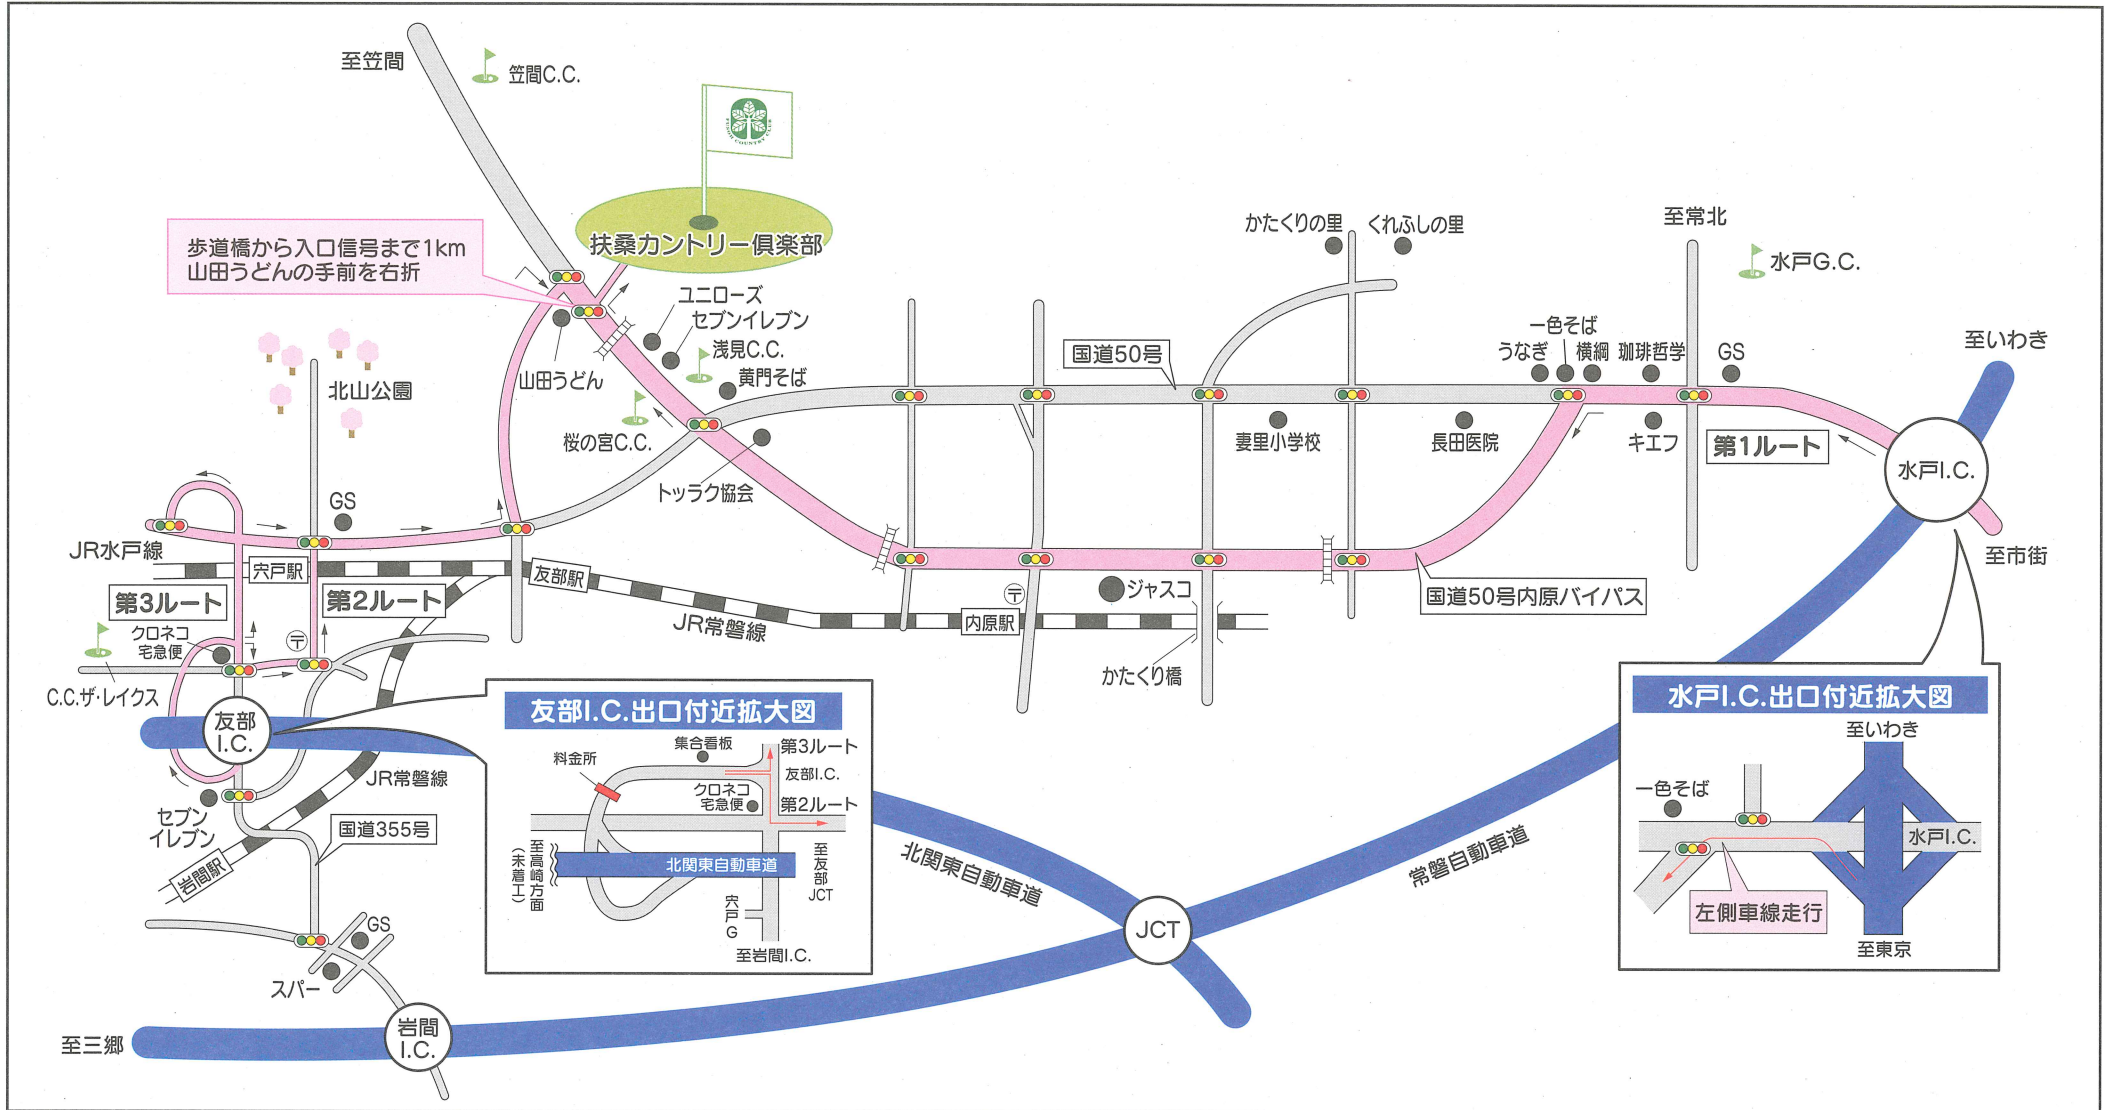 至笠間
笠間C.C.
FUSOH COUNTRY CLUB
扶桑カントリー倶楽部
歩道橋から入口信号まで1km
山田うどんの手前を右折
ユニローズ
セブンイレブン
浅見C.C.
黄門そば
山田うどん
桜の宮C.C.
トッラク協会
北山公園
GS
かたくりの里
くれふしの里
至常北
水戸G.C.
国道50号
一色そば
うなぎ
横綱
珈琲哲学
GS
至いわき
妻里小学校
長田医院
キエフ
第1ルート
水戸I.C.
至市街
JR水戸線
宍戸駅
友部駅
第3ルート
第2ルート
クロネコ
宅急便
〒
C.C.ザ・レイクス
JR常磐線
内原駅
〒
ジャスコ
かたくり橋
国道50号内原バイパス
友部
I.C.
JR常磐線
セブン
イレブン
国道355号
岩間駅
GS
スパー
岩間
I.C.
至三郷
友部I.C.出口付近拡大図
集合看板
料金所
第3ルート
友部I.C.
クロネコ
宅急便
第2ルート
北関東自動車道
至高崎方面
(未着工)
至友部JCT
宍戸G
至岩間I.C.
北関東自動車道
JCT
常磐自動車道
水戸I.C.出口付近拡大図
至いわき
一色そば
水戸I.C.
左側車線走行
至東京